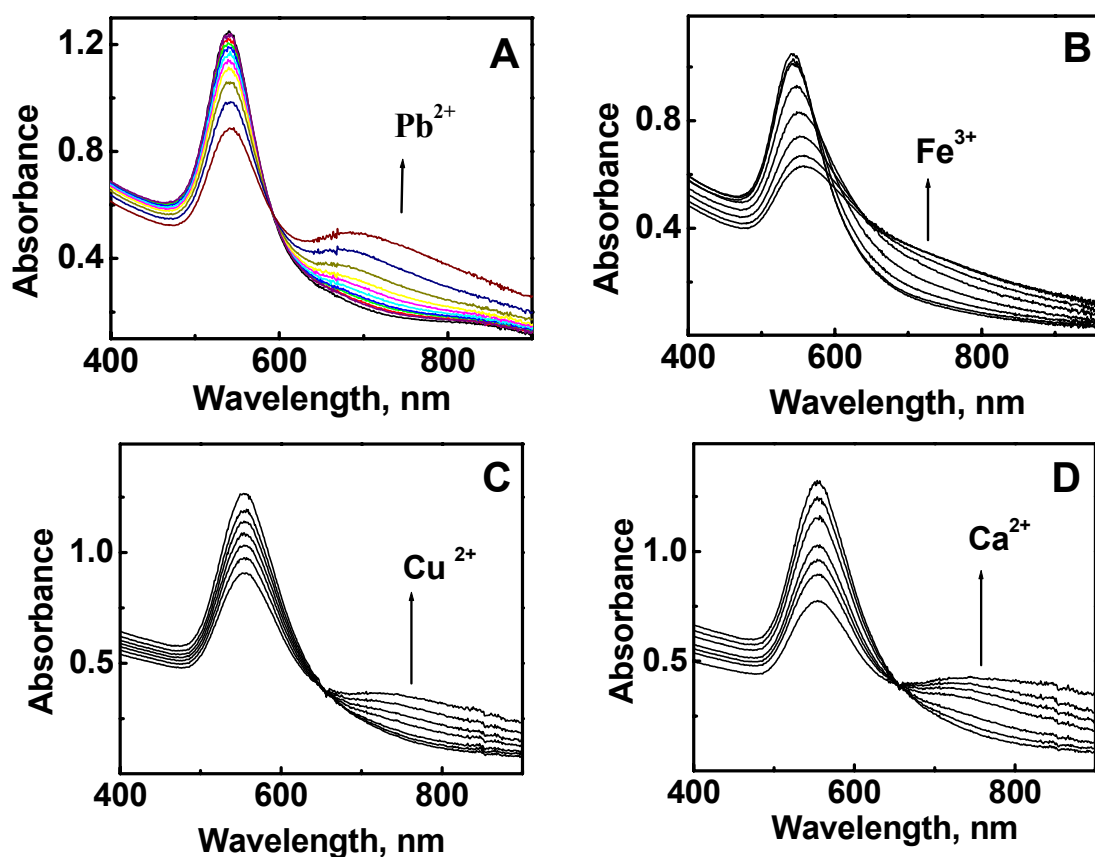 A
Pb2+
Absorbance
1.2
0.8
0.4
400
600
800
Wavelength, nm
B
Fe3+
Absorbance
0.8
0.4
400
600
800
Wavelength, nm
C
Cu 2+
Absorbance
1.0
0.5
400
600
800
Wavelength, nm
D
Ca2+
Absorbance
1.0
0.5
400
600
800
Wavelength, nm